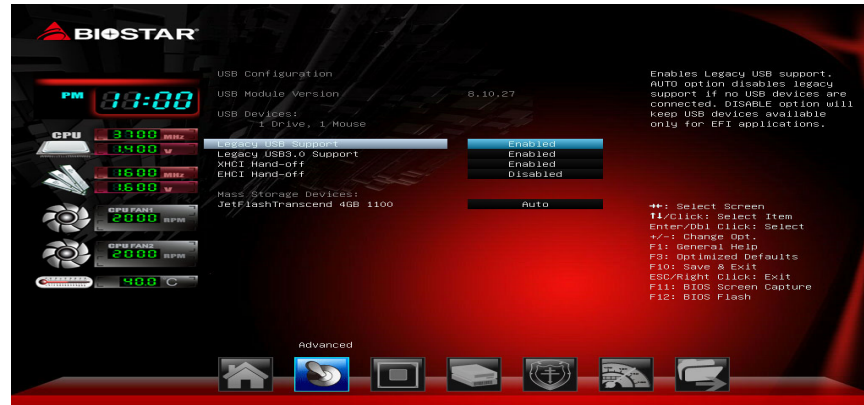 BIOSTAR
PM 11:00
CPU 3700 MHz
1.400 V
1600 MHz
1.600 V
CPU FAN1
2000 RPM
CPU FAN2
2000 RPM
40.0 C
USB Configuration
USB Module Version 8.10.27
USB Devices:
1 Drive, 1 Mouse
Legacy USB Support Enabled
Legacy USB3.0 Support Enabled
XHCI Hand-off Enabled
EHCI Hand-off Disabled
Mass Storage Devices:
JetFlashTranscend 4GB 1100 Auto
Enables Legacy USB support.
AUTO option disables legacy
support if no USB devices are
connected. DISABLE option will
keep USB devices available
only for EFI applications.
→←: Select Screen
↑↓/Click: Select Item
Enter/Dbl Click: Select
+/-: Change Opt.
F1: General Help
F3: Optimized Defaults
F10: Save & Exit
ESC/Right Click: Exit
F11: BIOS Screen Capture
F12: BIOS Flash
Advanced